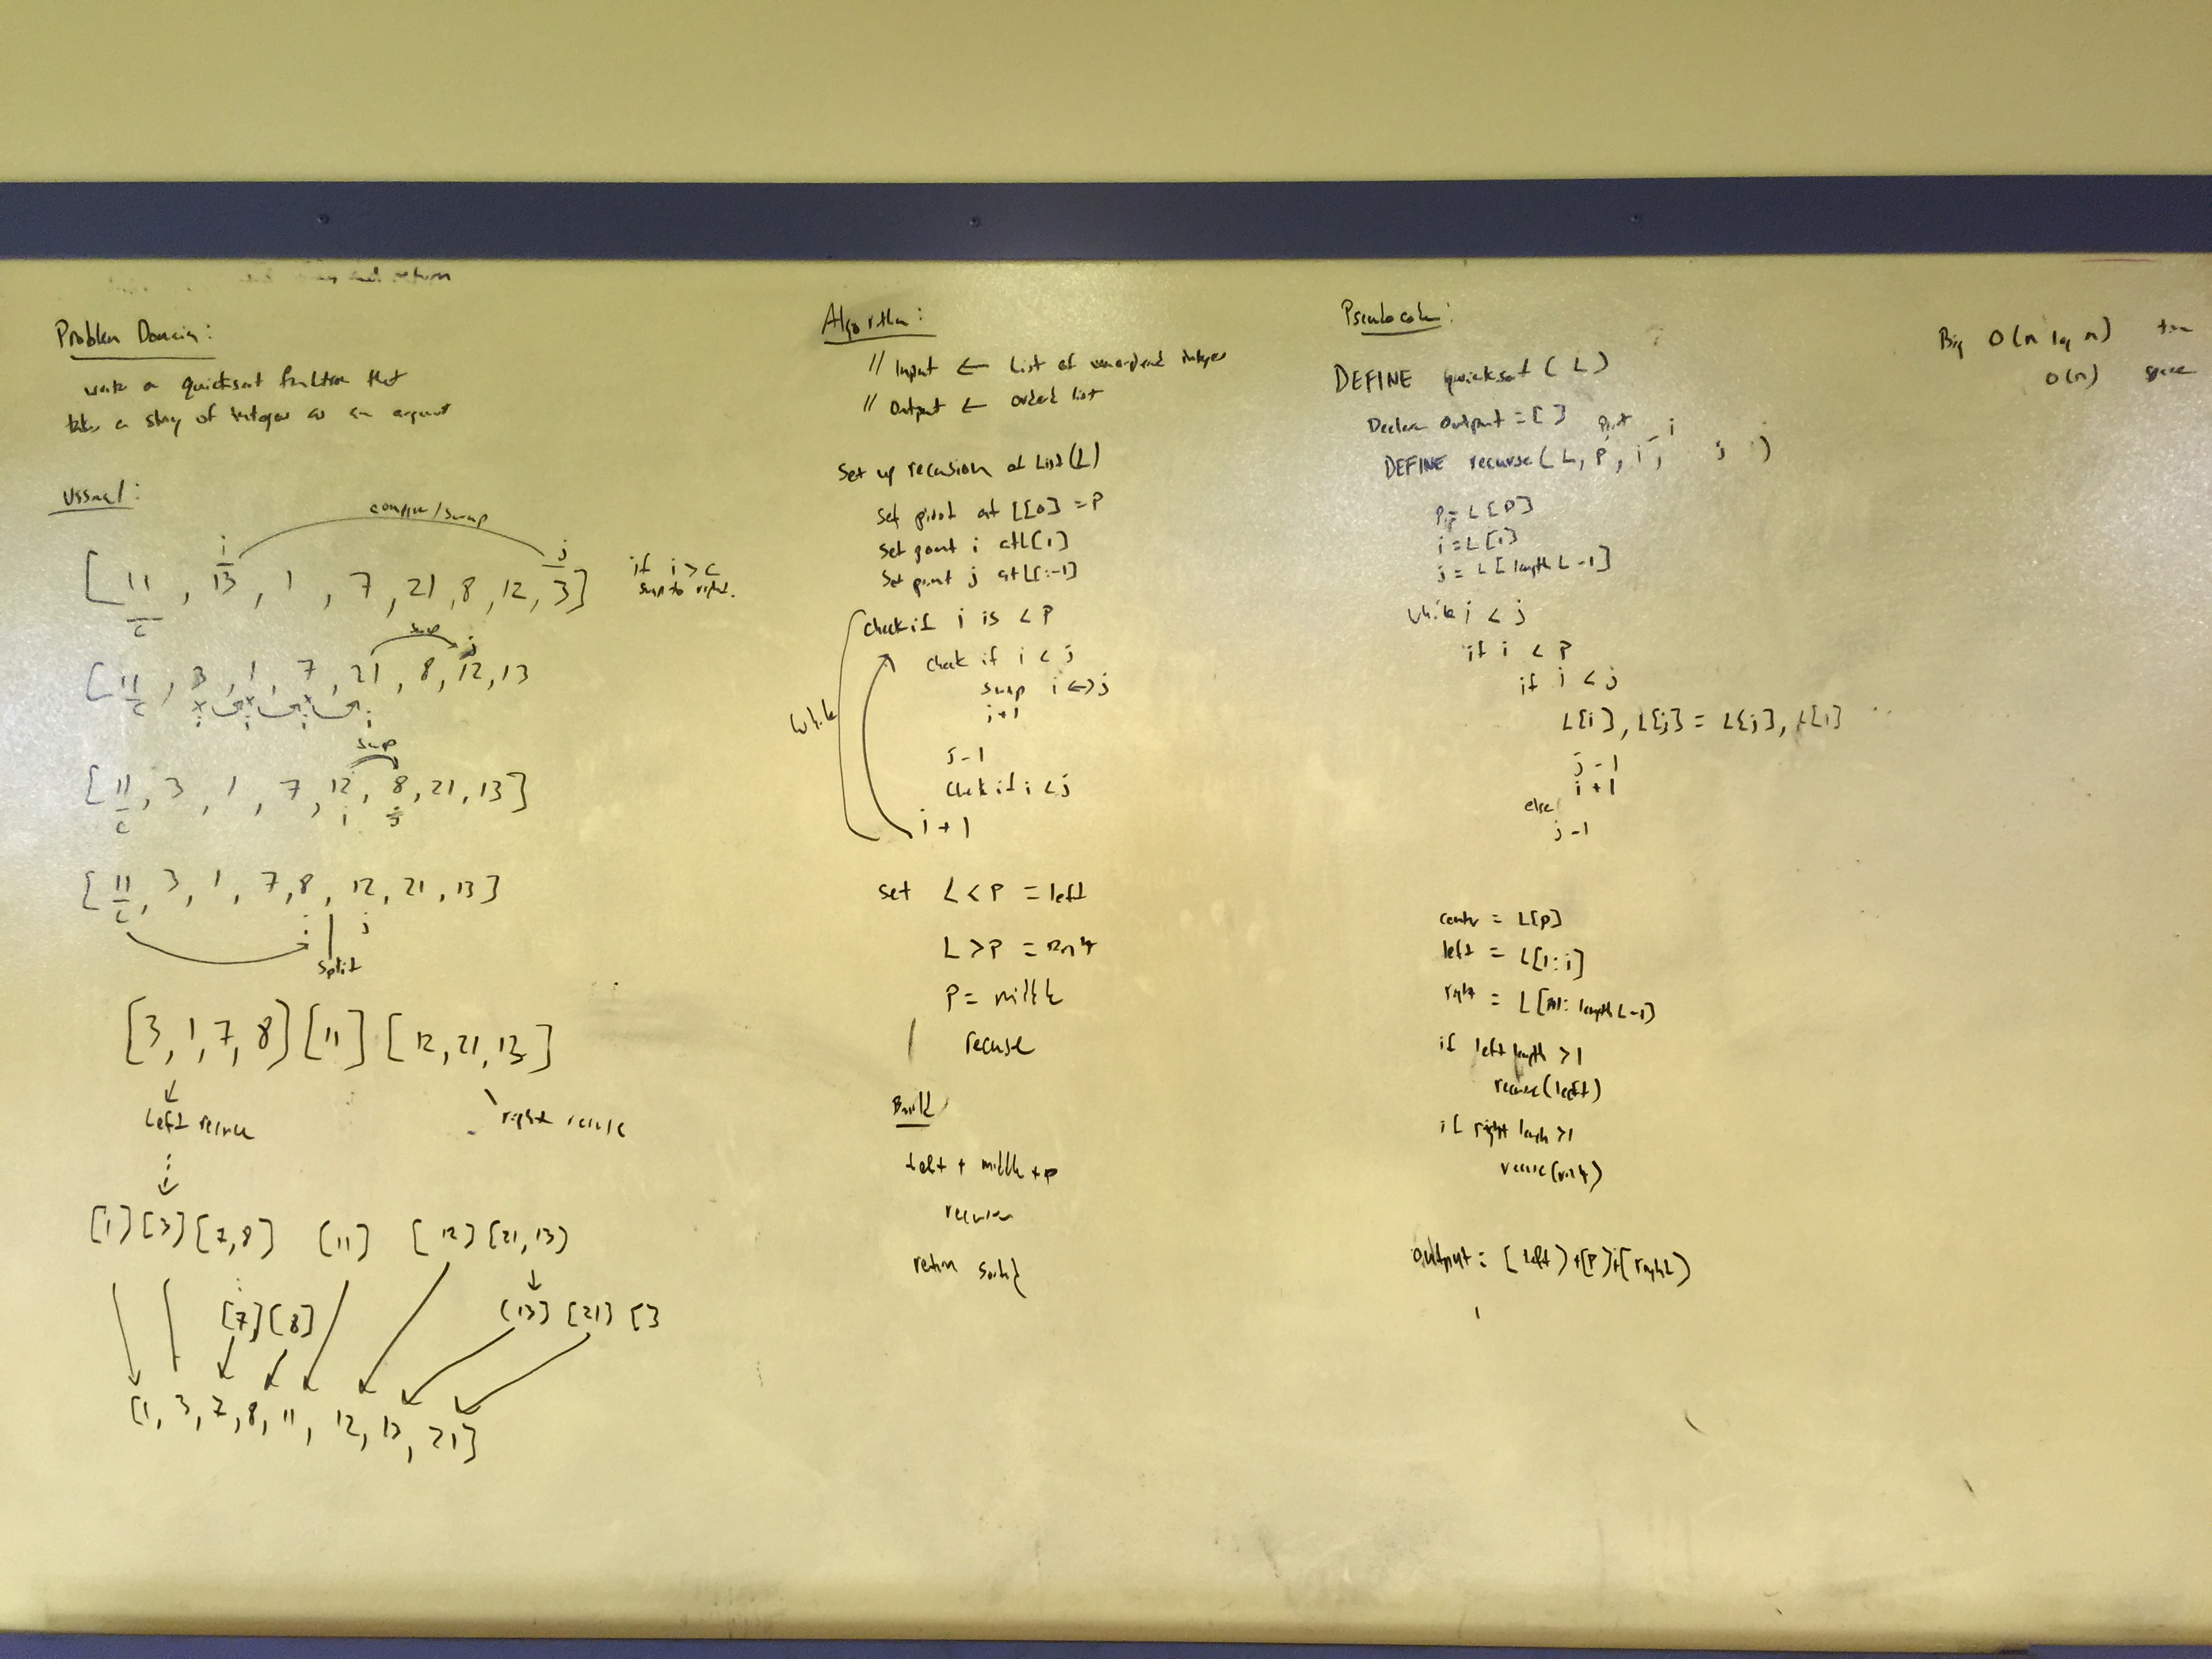 and return
Problem Domain:
write a quicksort function that
takes a of integers as an argument
Visual:
compare/swap
i j
[11, 13, 1, 7, 21, 8, 12, 3] if i > c
c swap to right.
swap j
[11, 3, 1, 7, 21, 8, 12, 13
c i
swap
[11, 3, 1, 7, 12, 8, 21, 13]
c i j
[11, 3, 1, 7, 8, 12, 21, 13]
c i j
split
[3, 1, 7, 8] [11] [12, 21, 13]
left recurse right recurse
[1] [3] [7,8] [11] [12] [21, 13]
[7] [8] [13] [21] []
[1, 3, 7, 8, 11, 12, 13, 21]
Algorithm:
// Input ← List of unordered integer
// Output ← ordered list
Set up recursion of List (L)
set pivot at L[0] = P
set point i at L[1]
set point j at L[:-1]
check if i is < P
check if i < j
swap i <-> j
i+1
j-1
check if i < j
i + 1
while
set L < P = left
L > P = right
P = middle
recurse
Build
left + middle + P
recursion
return sorted
Pseudocode:
DEFINE quicksort (L)
Declare Output = [ ]
pivot i
DEFINE recurse (L, P, i, j )
P = L[P]
i = L[i]
j = L[length L -1]
while i < j
if i < P
if i < j
L[i], L[j] = L[j], L[i]
j - 1
i + 1
else
j -1
center = L[P]
left = L[1:i]
right = L[ : length L-1]
if left length >1
recurse (left)
if right length >1
recurse (right)
output = [left] + [P] + [right]
Big O(n log n) time
O(n) space